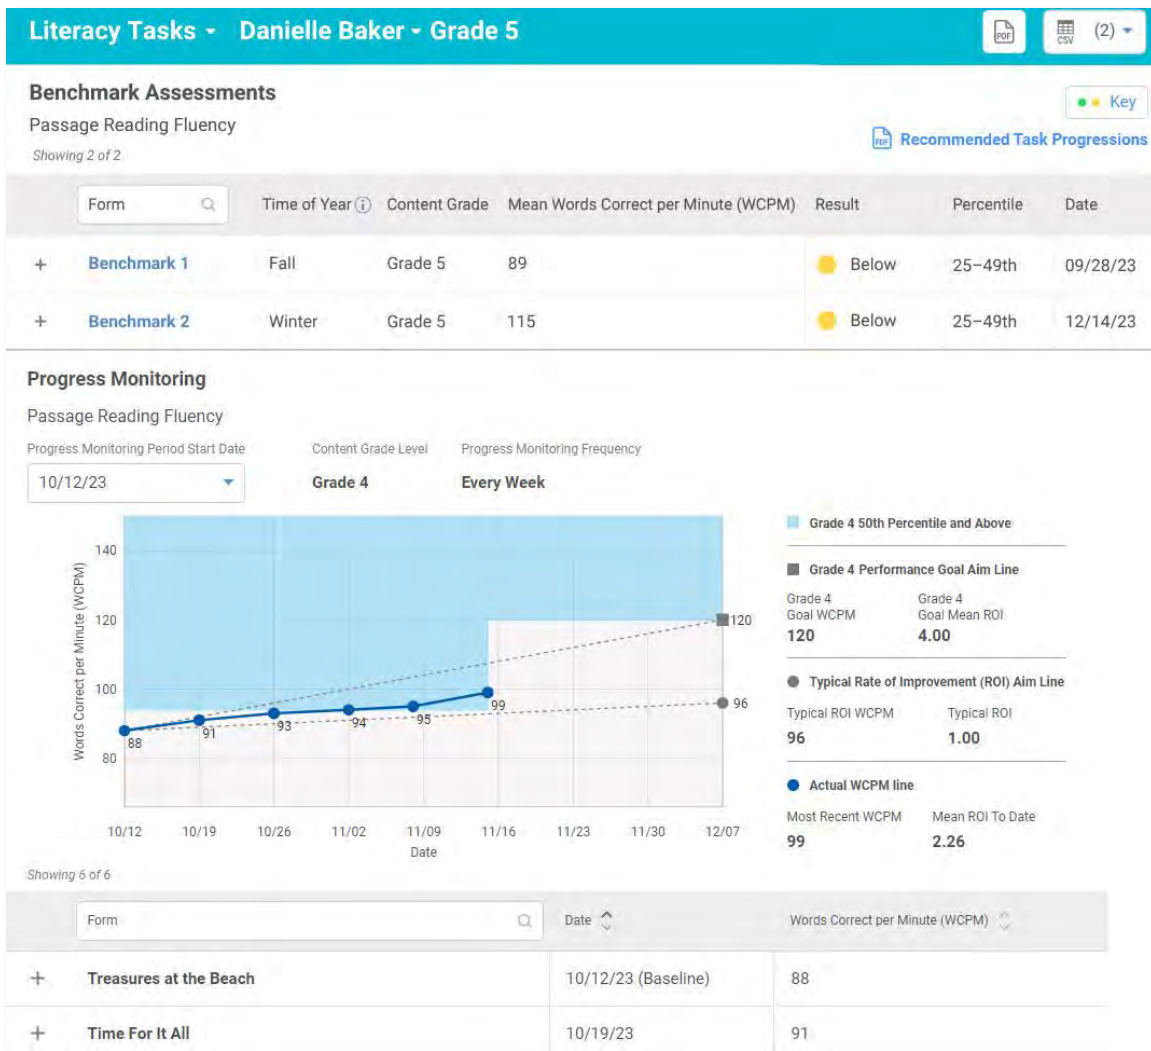 Literacy Tasks - Danielle Baker - Grade 5
PDF
CSV (2)
Benchmark Assessments
Key
Passage Reading Fluency
PDF Recommended Task Progressions
Showing 2 of 2
Form Time of Year Content Grade Mean Words Correct per Minute (WCPM) Result Percentile Date
+ Benchmark 1 Fall Grade 5 89 Below 25–49th 09/28/23
+ Benchmark 2 Winter Grade 5 115 Below 25–49th 12/14/23
Progress Monitoring
Passage Reading Fluency
Progress Monitoring Period Start Date Content Grade Level Progress Monitoring Frequency
10/12/23 Grade 4 Every Week
Words Correct per Minute (WCPM)
140
120
100
80
88
91
93
94
95
99
120
96
10/12 10/19 10/26 11/02 11/09 11/16 11/23 11/30 12/07
Date
Grade 4 50th Percentile and Above
Grade 4 Performance Goal Aim Line
Grade 4 Grade 4
Goal WCPM Goal Mean ROI
120 4.00
Typical Rate of Improvement (ROI) Aim Line
Typical ROI WCPM Typical ROI
96 1.00
Actual WCPM line
Most Recent WCPM Mean ROI To Date
99 2.26
Showing 6 of 6
Form Date Words Correct per Minute (WCPM)
+ Treasures at the Beach 10/12/23 (Baseline) 88
+ Time For It All 10/19/23 91